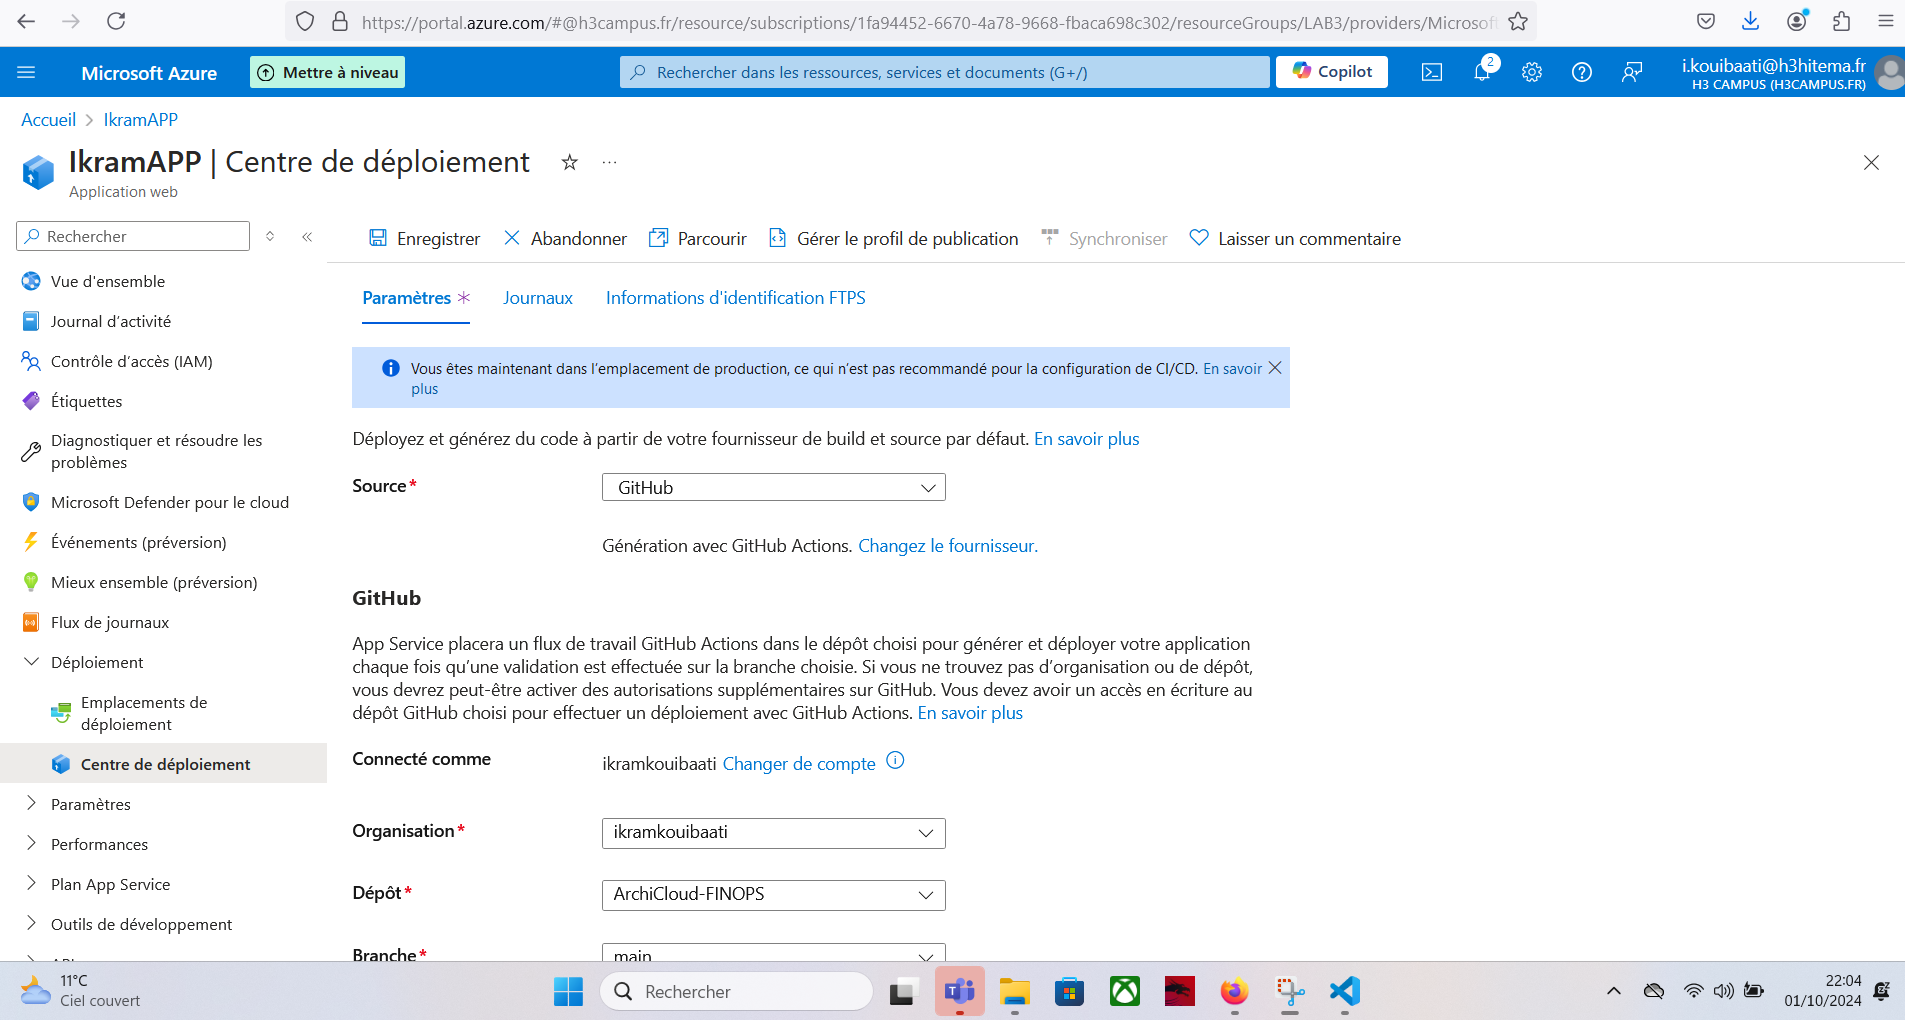 https://portal.azure.com/#@h3campus.fr/resource/subscriptions/1fa94452-6670-4a78-9668-fbaca698c302/resourceGroups/LAB3/providers/Microsoft
Microsoft Azure
Mettre à niveau
Rechercher dans les ressources, services et documents (G+/)
Copilot
2
i.kouibaati@h3hitema.fr
H3 CAMPUS (H3CAMPUS.FR)
Accueil
IkramAPP
IkramAPP | Centre de déploiement
Application web
Rechercher
Enregistrer
Abandonner
Parcourir
Gérer le profil de publication
Synchroniser
Laisser un commentaire
Vue d'ensemble
Journal d’activité
Contrôle d’accès (IAM)
Étiquettes
Diagnostiquer et résoudre les
problèmes
Microsoft Defender pour le cloud
Événements (préversion)
Mieux ensemble (préversion)
Flux de journaux
Déploiement
Emplacements de
déploiement
Centre de déploiement
Paramètres
Performances
Plan App Service
Outils de développement
Paramètres *
Journaux
Informations d'identification FTPS
Vous êtes maintenant dans l’emplacement de production, ce qui n’est pas recommandé pour la configuration de CI/CD. En savoir
plus
Déployez et générez du code à partir de votre fournisseur de build et source par défaut. En savoir plus
Source*
GitHub
Génération avec GitHub Actions. Changez le fournisseur.
GitHub
App Service placera un flux de travail GitHub Actions dans le dépôt choisi pour générer et déployer votre application
chaque fois qu’une validation est effectuée sur la branche choisie. Si vous ne trouvez pas d’organisation ou de dépôt,
vous devrez peut-être activer des autorisations supplémentaires sur GitHub. Vous devez avoir un accès en écriture au
dépôt GitHub choisi pour effectuer un déploiement avec GitHub Actions. En savoir plus
Connecté comme
ikramkouibaati Changer de compte
Organisation*
ikramkouibaati
Dépôt*
ArchiCloud-FINOPS
Branche*
main
11°C
Ciel couvert
Rechercher
22:04
01/10/2024